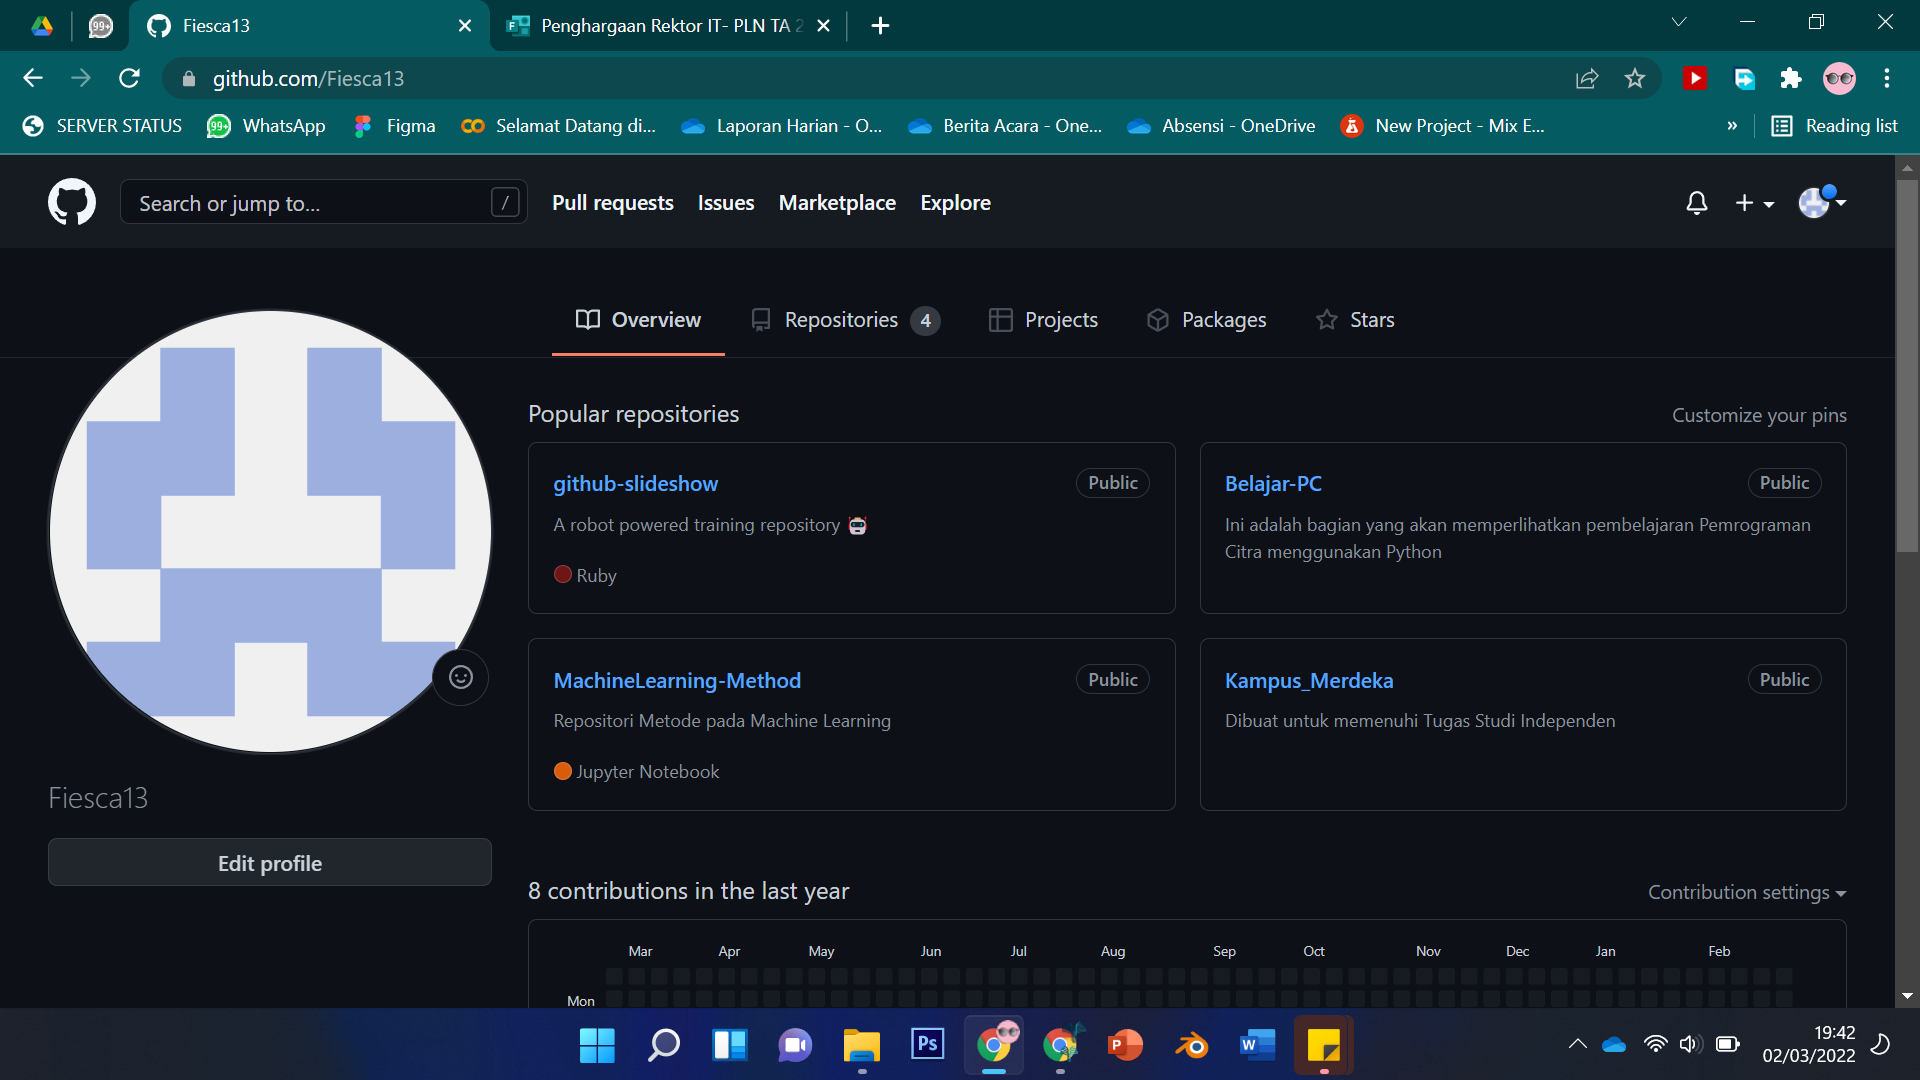 99+
Fiesca13
Penghargaan Rektor IT- PLN TA 2
github.com/Fiesca13
SERVER STATUS
99+
WhatsApp
Figma
Selamat Datang di...
Laporan Harian - O...
Berita Acara - One...
Absensi - OneDrive
New Project - Mix E...
»
Reading list
Search or jump to...
/
Pull requests
Issues
Marketplace
Explore
Overview
Repositories 4
Projects
Packages
Stars
Popular repositories
Customize your pins
github-slideshow
Public
A robot powered training repository
Ruby
Belajar-PC
Public
Ini adalah bagian yang akan memperlihatkan pembelajaran Pemrograman
Citra menggunakan Python
MachineLearning-Method
Public
Repositori Metode pada Machine Learning
Jupyter Notebook
Kampus_Merdeka
Public
Dibuat untuk memenuhi Tugas Studi Independen
Fiesca13
Edit profile
8 contributions in the last year
Contribution settings
Mar Apr May Jun Jul Aug Sep Oct Nov Dec Jan Feb
Mon
Ps
P
W
19:42
02/03/2022